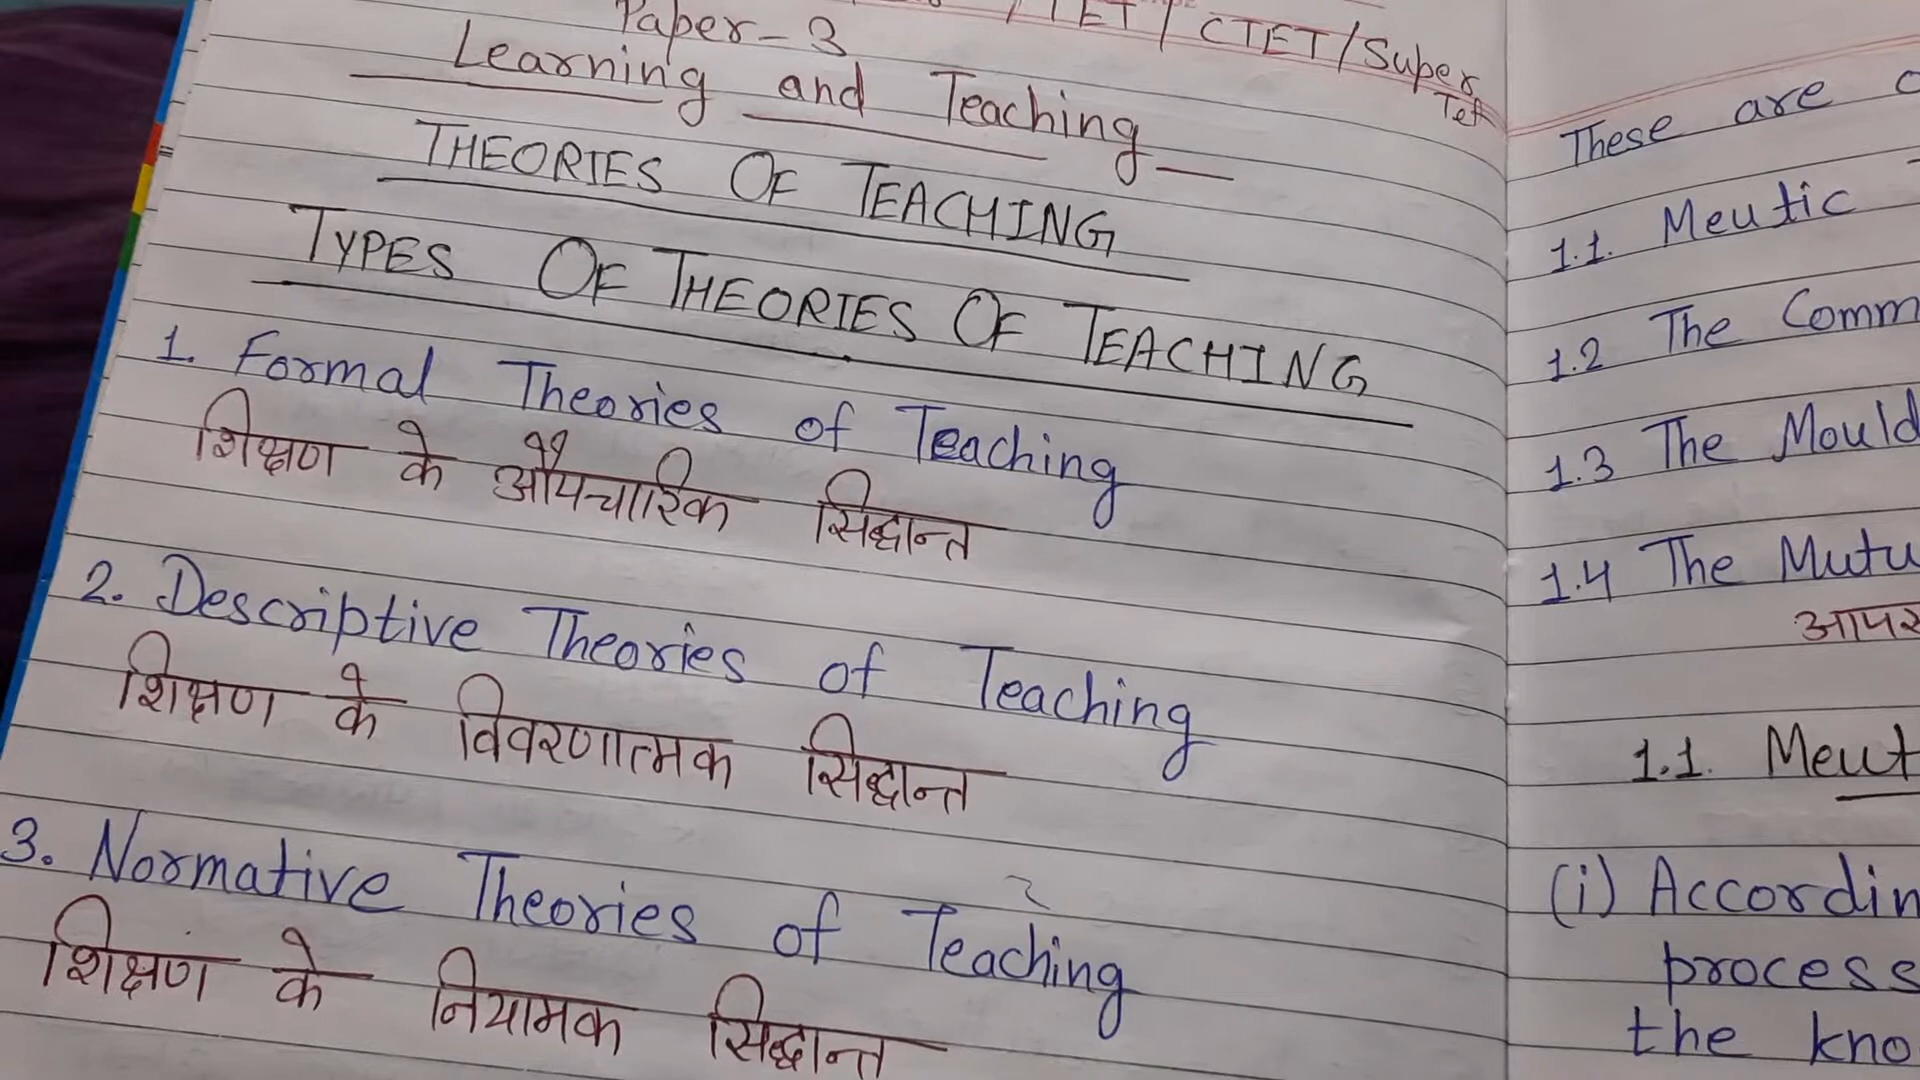 TET / CTET/Super
Tet
Paper-3
Learning and Teaching
THEORIES OF TEACHING
TYPES OF THEORIES OF TEACHING
1. Formal Theories of Teaching
शिक्षण के औपचारिक सिद्धान्त
2. Descriptive Theories of Teaching
शिक्षण के विवरणात्मक सिद्धान्त
3. Normative Theories of Teaching
शिक्षण के नियामक सिद्धान्त
These are
1.1. Meutic
1.2 The Comm
1.3 The Mould
1.4 The Mutu
आपस
1.1. Meut
(i) Accordin
process
the kno